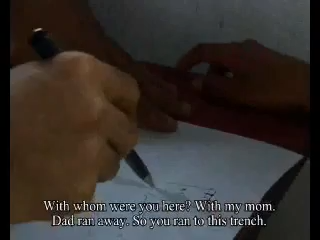 With whom were you here? With my mom.
Dad ran away. So you ran to this trench.